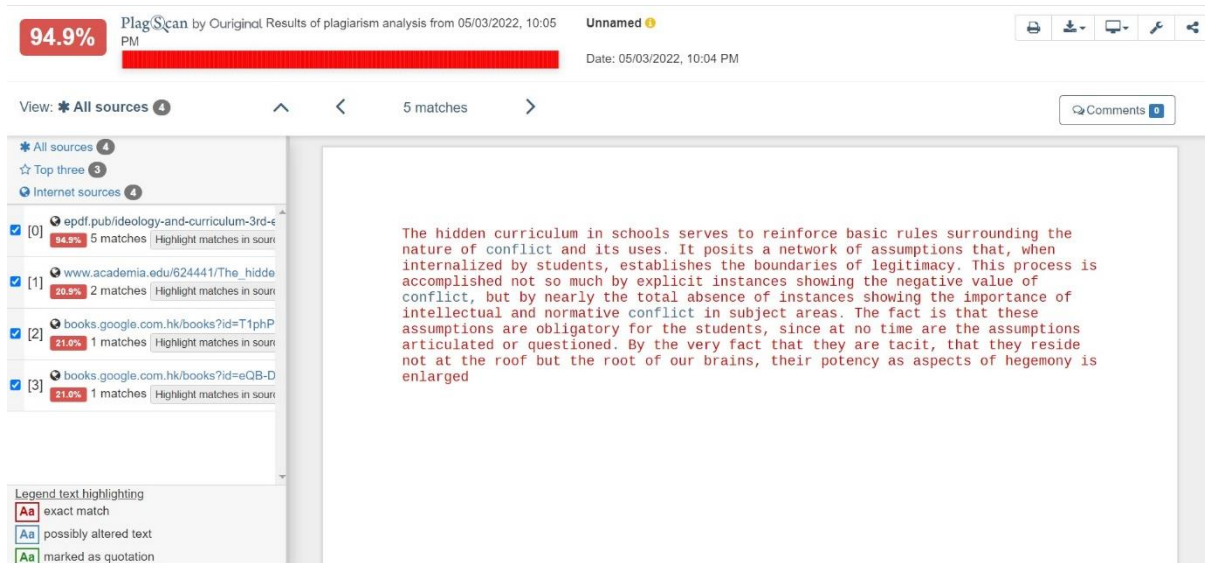 94.9%
PlagScan by Ouriginal Results of plagiarism analysis from 05/03/2022, 10:05
PM
Unnamed
Date: 05/03/2022, 10:04 PM
View: All sources 4
5 matches
Comments 0
All sources 4
Top three 3
Internet sources 4
[0] epdf.pub/ideology-and-curriculum-3rd-e
94.9% 5 matches Highlight matches in sour
[1] www.academia.edu/624441/The_hidde
20.9% 2 matches Highlight matches in sour
[2] books.google.com.hk/books?id=T1phP
21.0% 1 matches Highlight matches in sour
[3] books.google.com.hk/books?id=eQB-D
21.0% 1 matches Highlight matches in sour
Legend text highlighting
Aa exact match
Aa possibly altered text
Aa marked as quotation
The hidden curriculum in schools serves to reinforce basic rules surrounding the
nature of conflict and its uses. It posits a network of assumptions that, when
internalized by students, establishes the boundaries of legitimacy. This process is
accomplished not so much by explicit instances showing the negative value of
conflict, but by nearly the total absence of instances showing the importance of
intellectual and normative conflict in subject areas. The fact is that these
assumptions are obligatory for the students, since at no time are the assumptions
articulated or questioned. By the very fact that they are tacit, that they reside
not at the roof but the root of our brains, their potency as aspects of hegemony is
enlarged